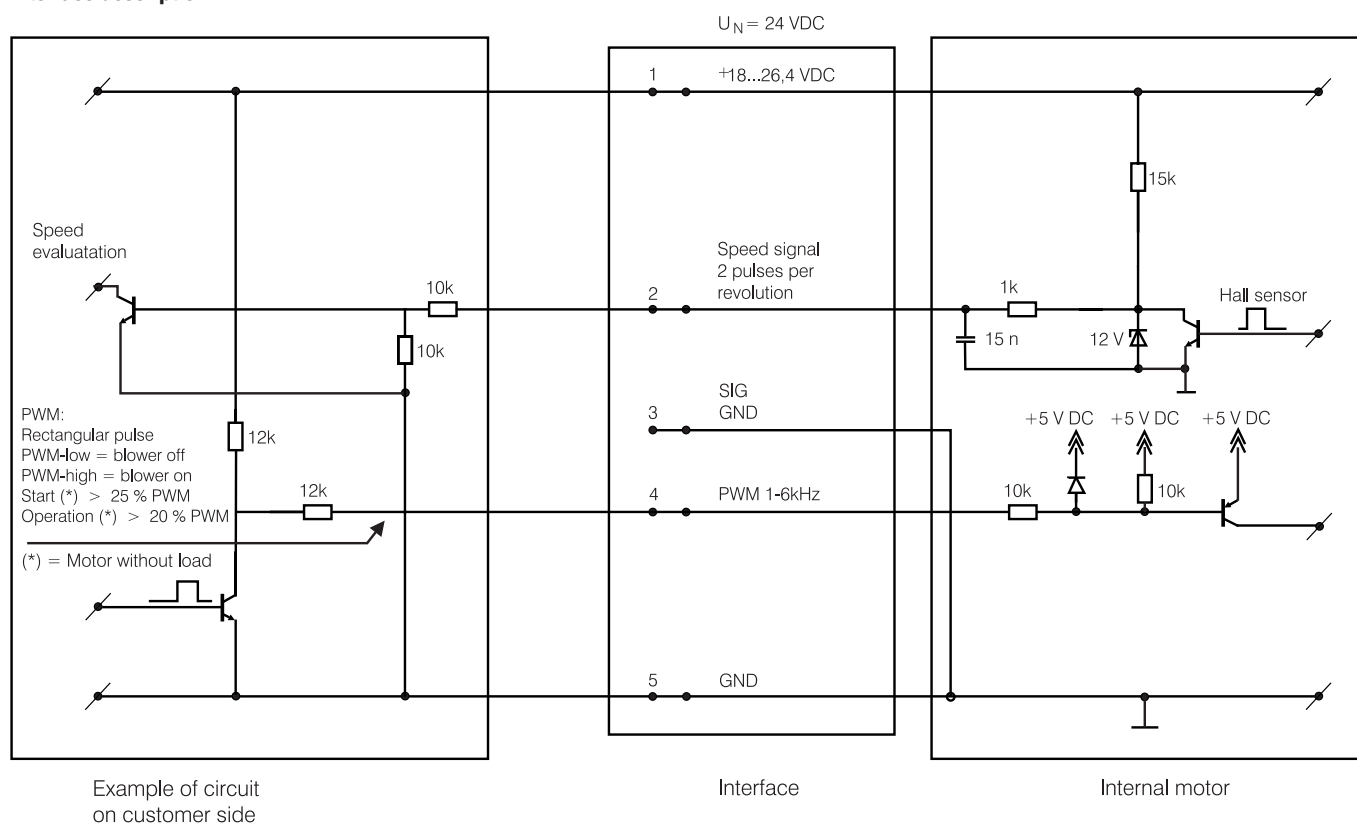 U N = 24 VDC
1
+18...26,4 VDC
15k
Speed
evaluatation
10k
10k
2
Speed signal
2 pulses per
revolution
1k
15 n
12 V
Hall sensor
SIG
3
GND
PWM:
Rectangular pulse
PWM-low = blower off
PWM-high = blower on
Start (*) > 25 % PWM
Operation (*) > 20 % PWM
(*) = Motor without load
12k
12k
4
PWM 1-6kHz
+5 V DC
+5 V DC
+5 V DC
10k
10k
5
GND
Example of circuit
on customer side
Interface
Internal motor